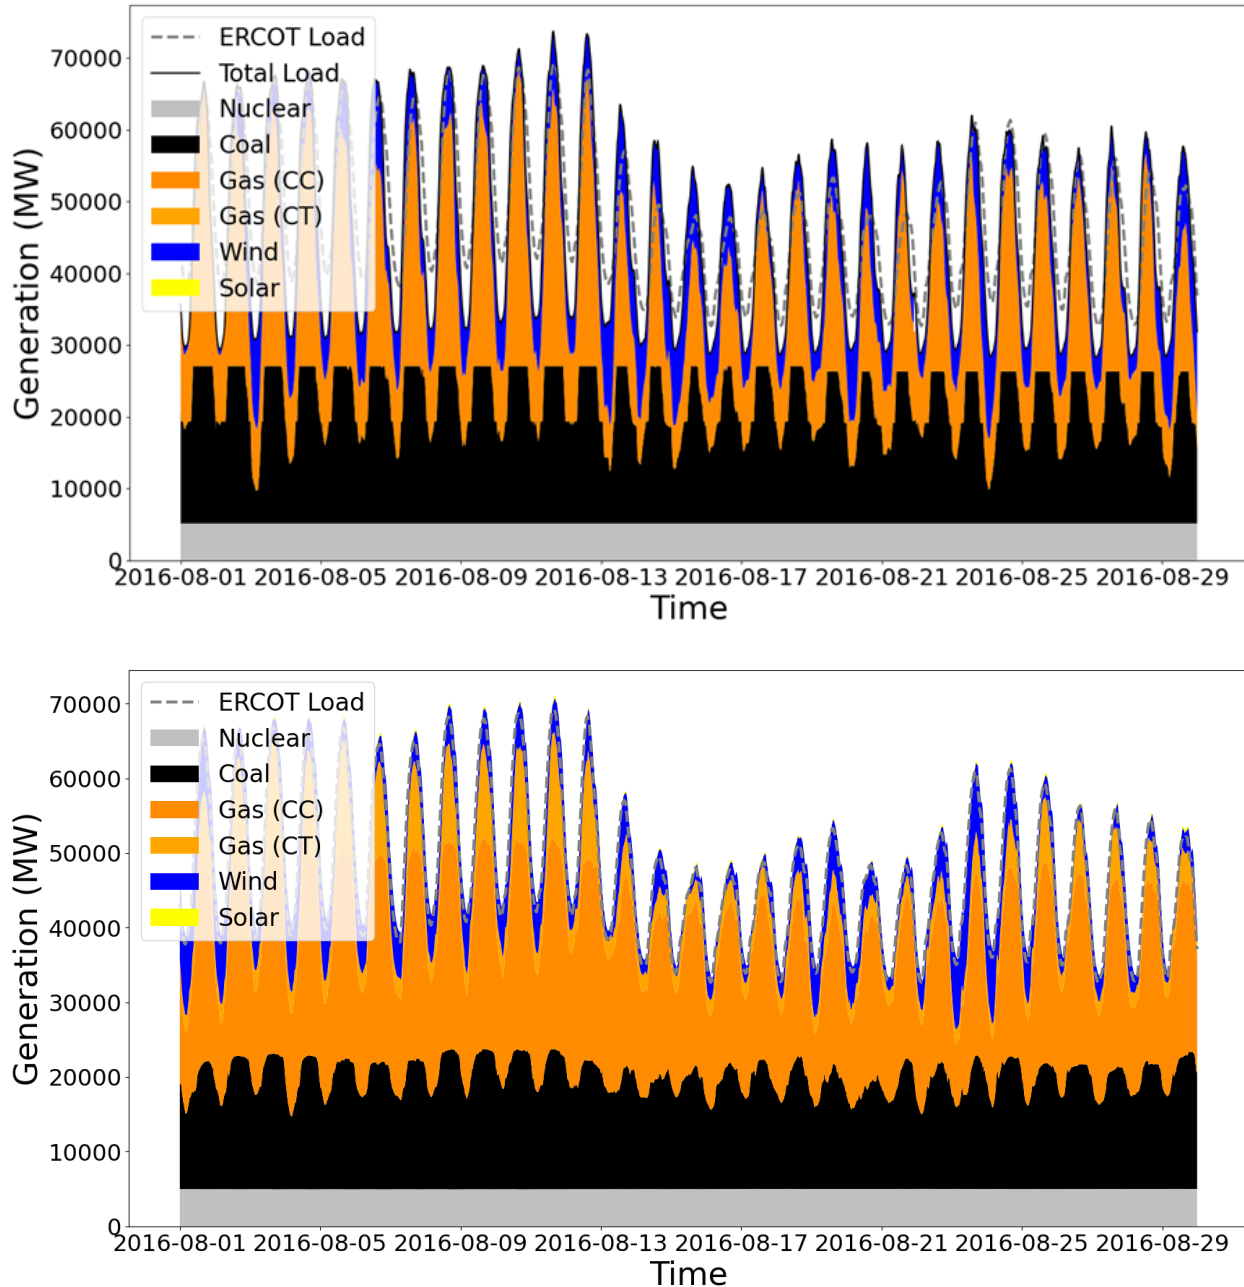 70000
60000
50000
40000
30000
20000
10000
0
Generation (MW)
ERCOT Load
Total Load
Nuclear
Coal
Gas (CC)
Gas (CT)
Wind
Solar
2016-08-01 2016-08-05 2016-08-09 2016-08-13 2016-08-17 2016-08-21 2016-08-25 2016-08-29
Time
70000
60000
50000
40000
30000
20000
10000
0
Generation (MW)
ERCOT Load
Nuclear
Coal
Gas (CC)
Gas (CT)
Wind
Solar
2016-08-01 2016-08-05 2016-08-09 2016-08-13 2016-08-17 2016-08-21 2016-08-25 2016-08-29
Time